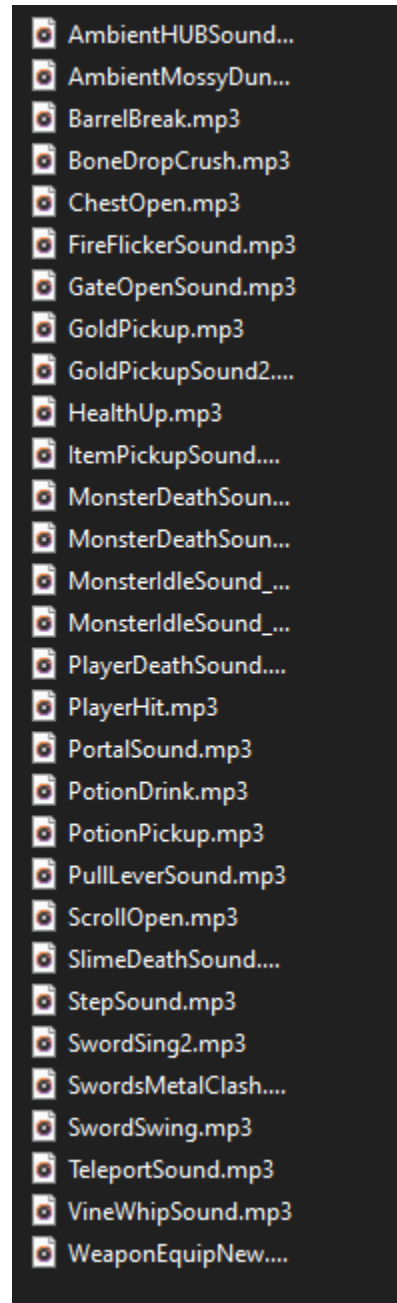 AmbientHUBSound...
AmbientMossyDun...
BarrelBreak.mp3
BoneDropCrush.mp3
ChestOpen.mp3
FireFlickerSound.mp3
GateOpenSound.mp3
GoldPickup.mp3
GoldPickupSound2....
HealthUp.mp3
ItemPickupSound....
MonsterDeathSoun...
MonsterDeathSoun...
MonsterIdleSound_...
MonsterIdleSound_...
PlayerDeathSound....
PlayerHit.mp3
PortalSound.mp3
PotionDrink.mp3
PotionPickup.mp3
PullLeverSound.mp3
ScrollOpen.mp3
SlimeDeathSound....
StepSound.mp3
SwordSing2.mp3
SwordsMetalClash....
SwordSwing.mp3
TeleportSound.mp3
VineWhipSound.mp3
WeaponEquipNew....